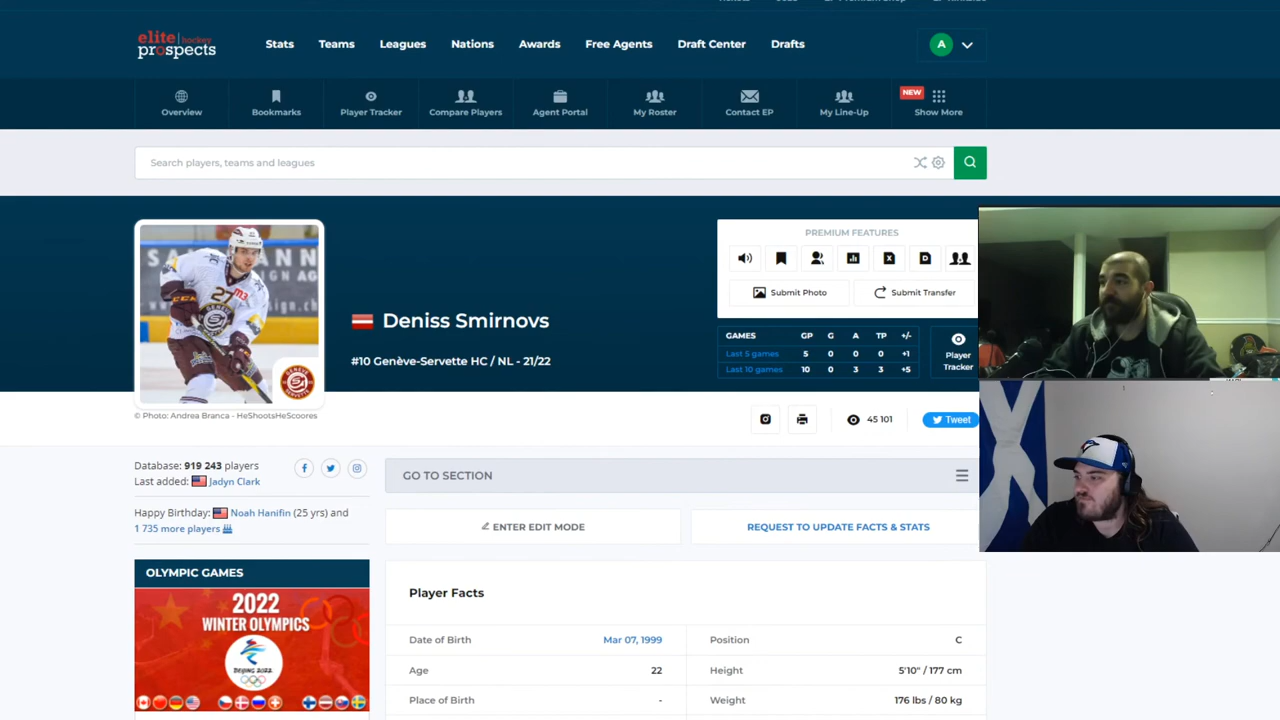 elite hockey
prospects
Stats Teams Leagues Nations Awards Free Agents Draft Center Drafts
A
Overview Bookmarks Player Tracker Compare Players Agent Portal My Roster Contact EP My Line-Up NEW Show More
Search players, teams and leagues
PREMIUM FEATURES
Submit Photo Submit Transfer
Deniss Smirnovs
#10 Genève-Servette HC / NL - 21/22
GAMES GP G A TP +/-
Last 5 games 5 0 0 0 +1
Last 10 games 10 0 3 3 +5
Player
Tracker
© Photo: Andrea Branca - HeShootsHeScoores
45 101
Tweet
Database: 919 243 players
Last added: Jadyn Clark
Happy Birthday: Noah Hanifin (25 yrs) and
1 735 more players
GO TO SECTION
ENTER EDIT MODE
REQUEST TO UPDATE FACTS & STATS
OLYMPIC GAMES
2022
WINTER OLYMPICS
BEIJING 2022
Player Facts
Date of Birth Mar 07, 1999 Position C
Age 22 Height 5'10" / 177 cm
Place of Birth - Weight 176 lbs / 80 kg